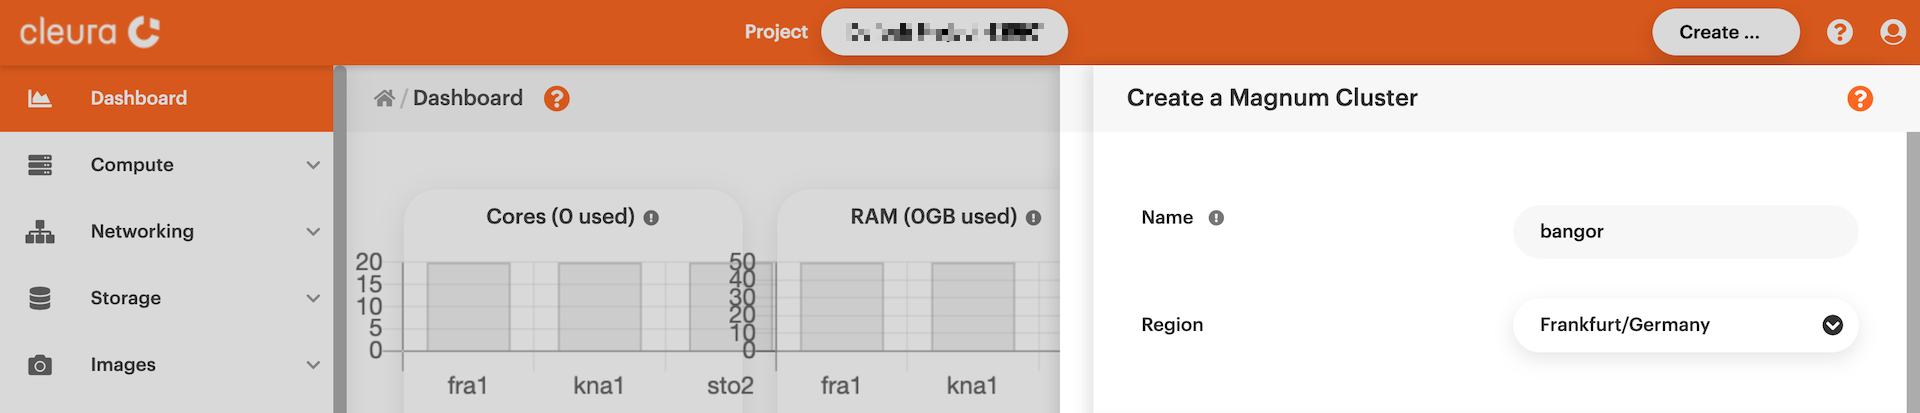 cleura
Project
Create ...
Dashboard
Compute
Networking
Storage
Images
/ Dashboard
Cores (0 used)
20
15
10
5
0
fra1 kna1 sto2
RAM (0GB used)
50
40
30
20
10
0
fra1 kna1
Create a Magnum Cluster
Name bangor
Region Frankfurt/Germany